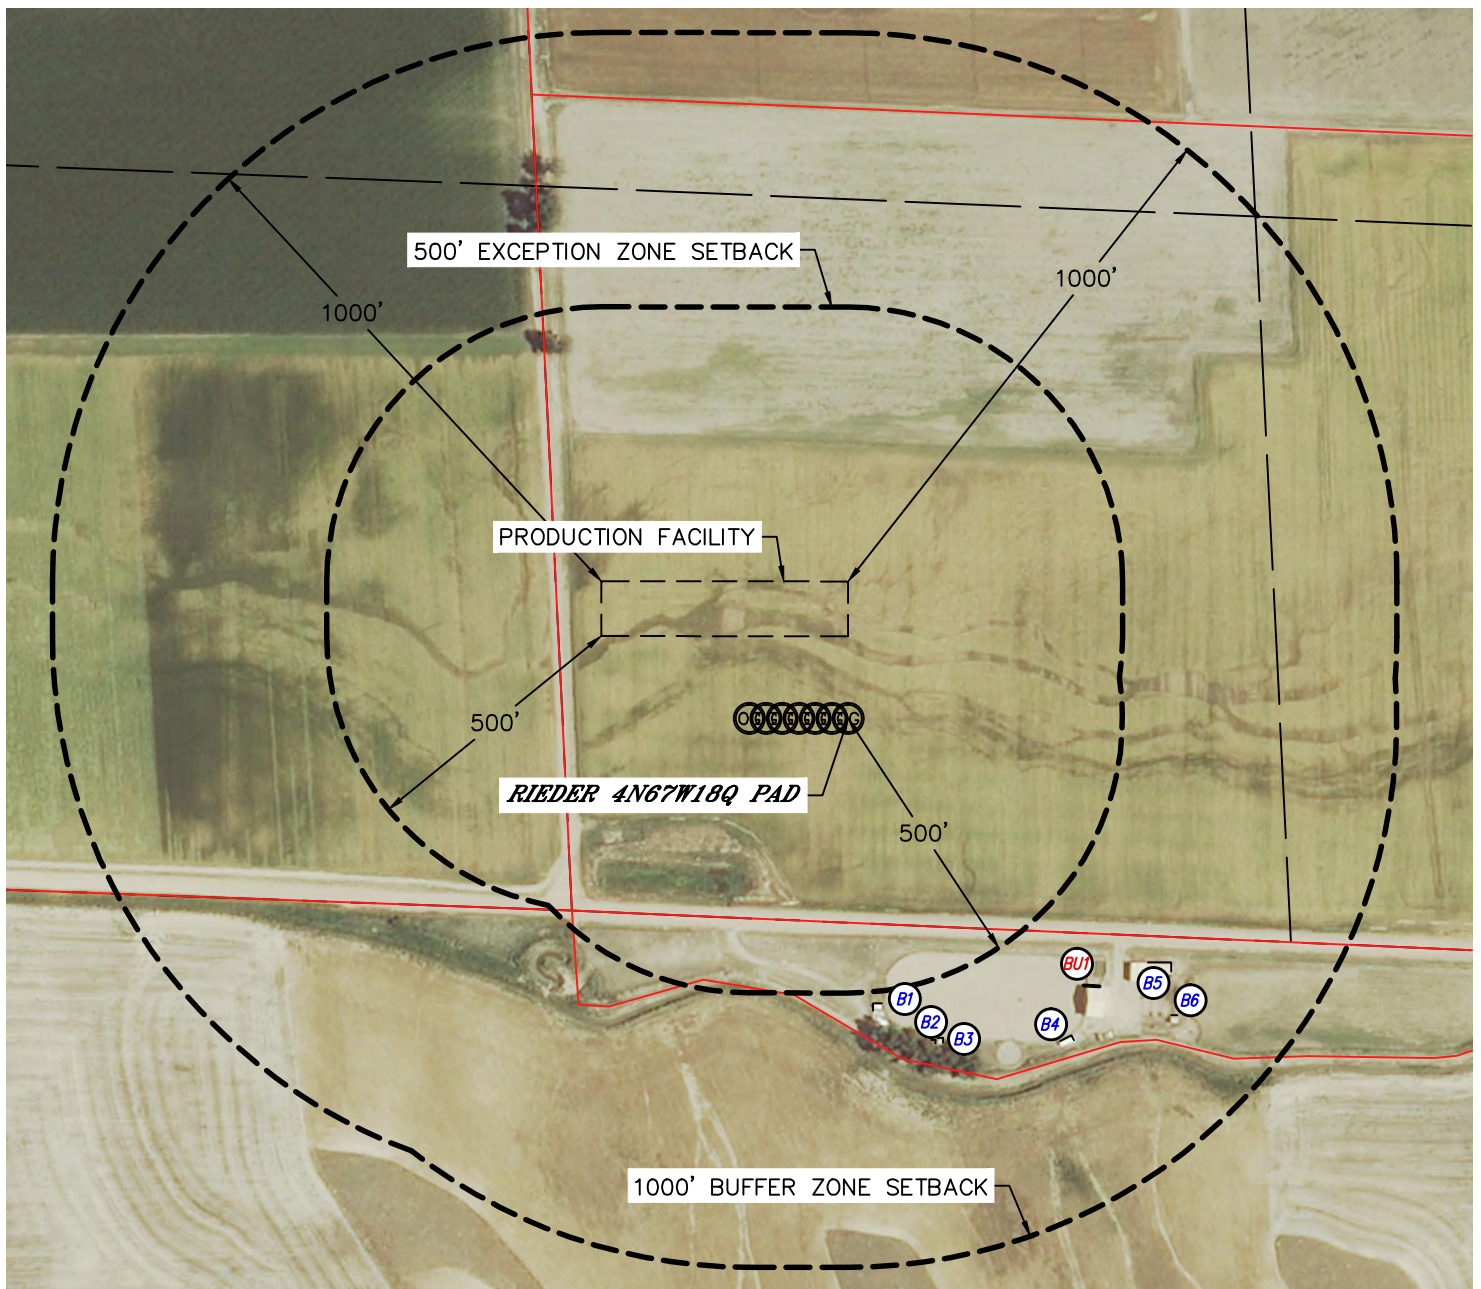 500' EXCEPTION ZONE SETBACK
1000'
1000'
PRODUCTION FACILITY
500'
O G G G G G G
RIEDER 4N67W18Q PAD
500'
BU1
B5
B1
B6
B2
B4
B3
1000' BUFFER ZONE SETBACK